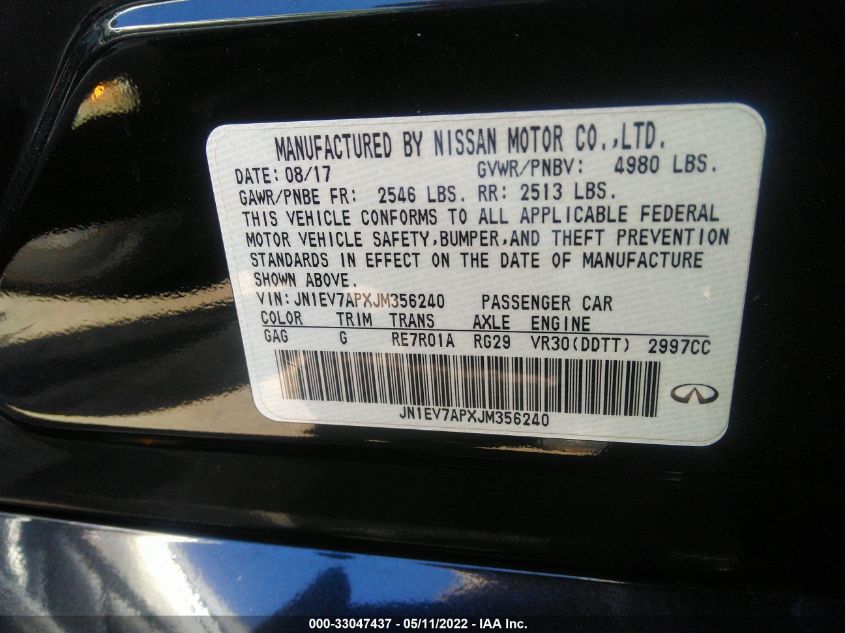 MANUFACTURED BY NISSAN MOTOR CO.,LTD.
DATE: 08/17 GVWR/PNBV: 4980 LBS.
GAWR/PNBE FR: 2546 LBS. RR: 2513 LBS.
THIS VEHICLE CONFORMS TO ALL APPLICABLE FEDERAL
MOTOR VEHICLE SAFETY,BUMPER,AND THEFT PREVENTION
STANDARDS IN EFFECT ON THE DATE OF MANUFACTURE
SHOWN ABOVE.
VIN:JN1EV7APXJM356240 PASSENGER CAR
COLOR TRIM TRANS AXLE ENGINE
GAG G RE7R01A RG29 VR30(DDTT) 2997CC
JN1EV7APXJM356240
000-33047437 - 05/11/2022 - IAA Inc.